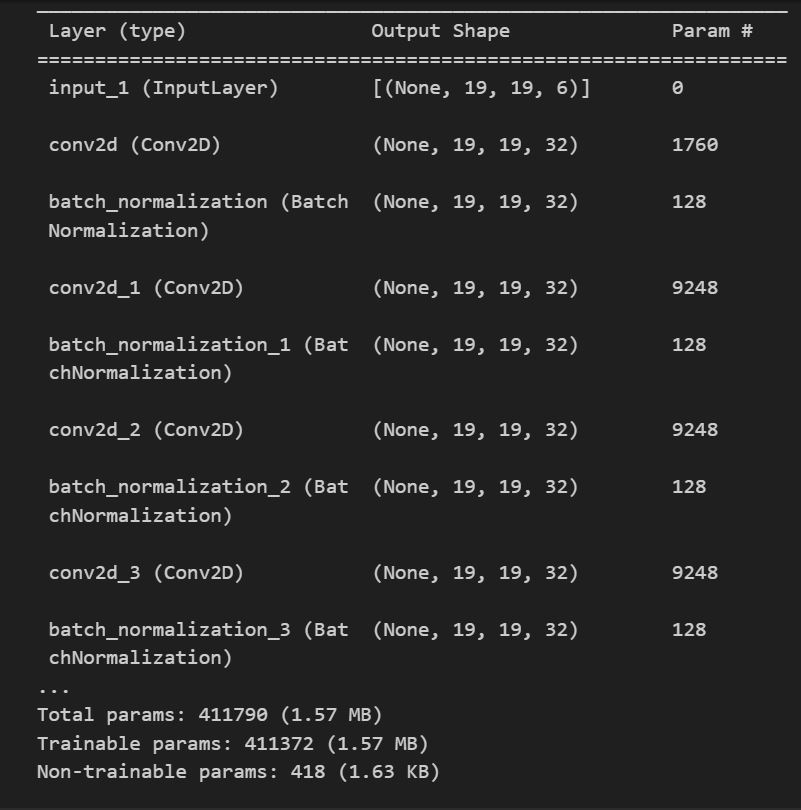 Layer (type) Output Shape Param #
=================================================================
input_1 (InputLayer) [(None, 19, 19, 6)] 0
conv2d (Conv2D) (None, 19, 19, 32) 1760
batch_normalization (Batch (None, 19, 19, 32) 128
Normalization)
conv2d_1 (Conv2D) (None, 19, 19, 32) 9248
batch_normalization_1 (Bat (None, 19, 19, 32) 128
chNormalization)
conv2d_2 (Conv2D) (None, 19, 19, 32) 9248
batch_normalization_2 (Bat (None, 19, 19, 32) 128
chNormalization)
conv2d_3 (Conv2D) (None, 19, 19, 32) 9248
batch_normalization_3 (Bat (None, 19, 19, 32) 128
chNormalization)
...
Total params: 411790 (1.57 MB)
Trainable params: 411372 (1.57 MB)
Non-trainable params: 418 (1.63 KB)